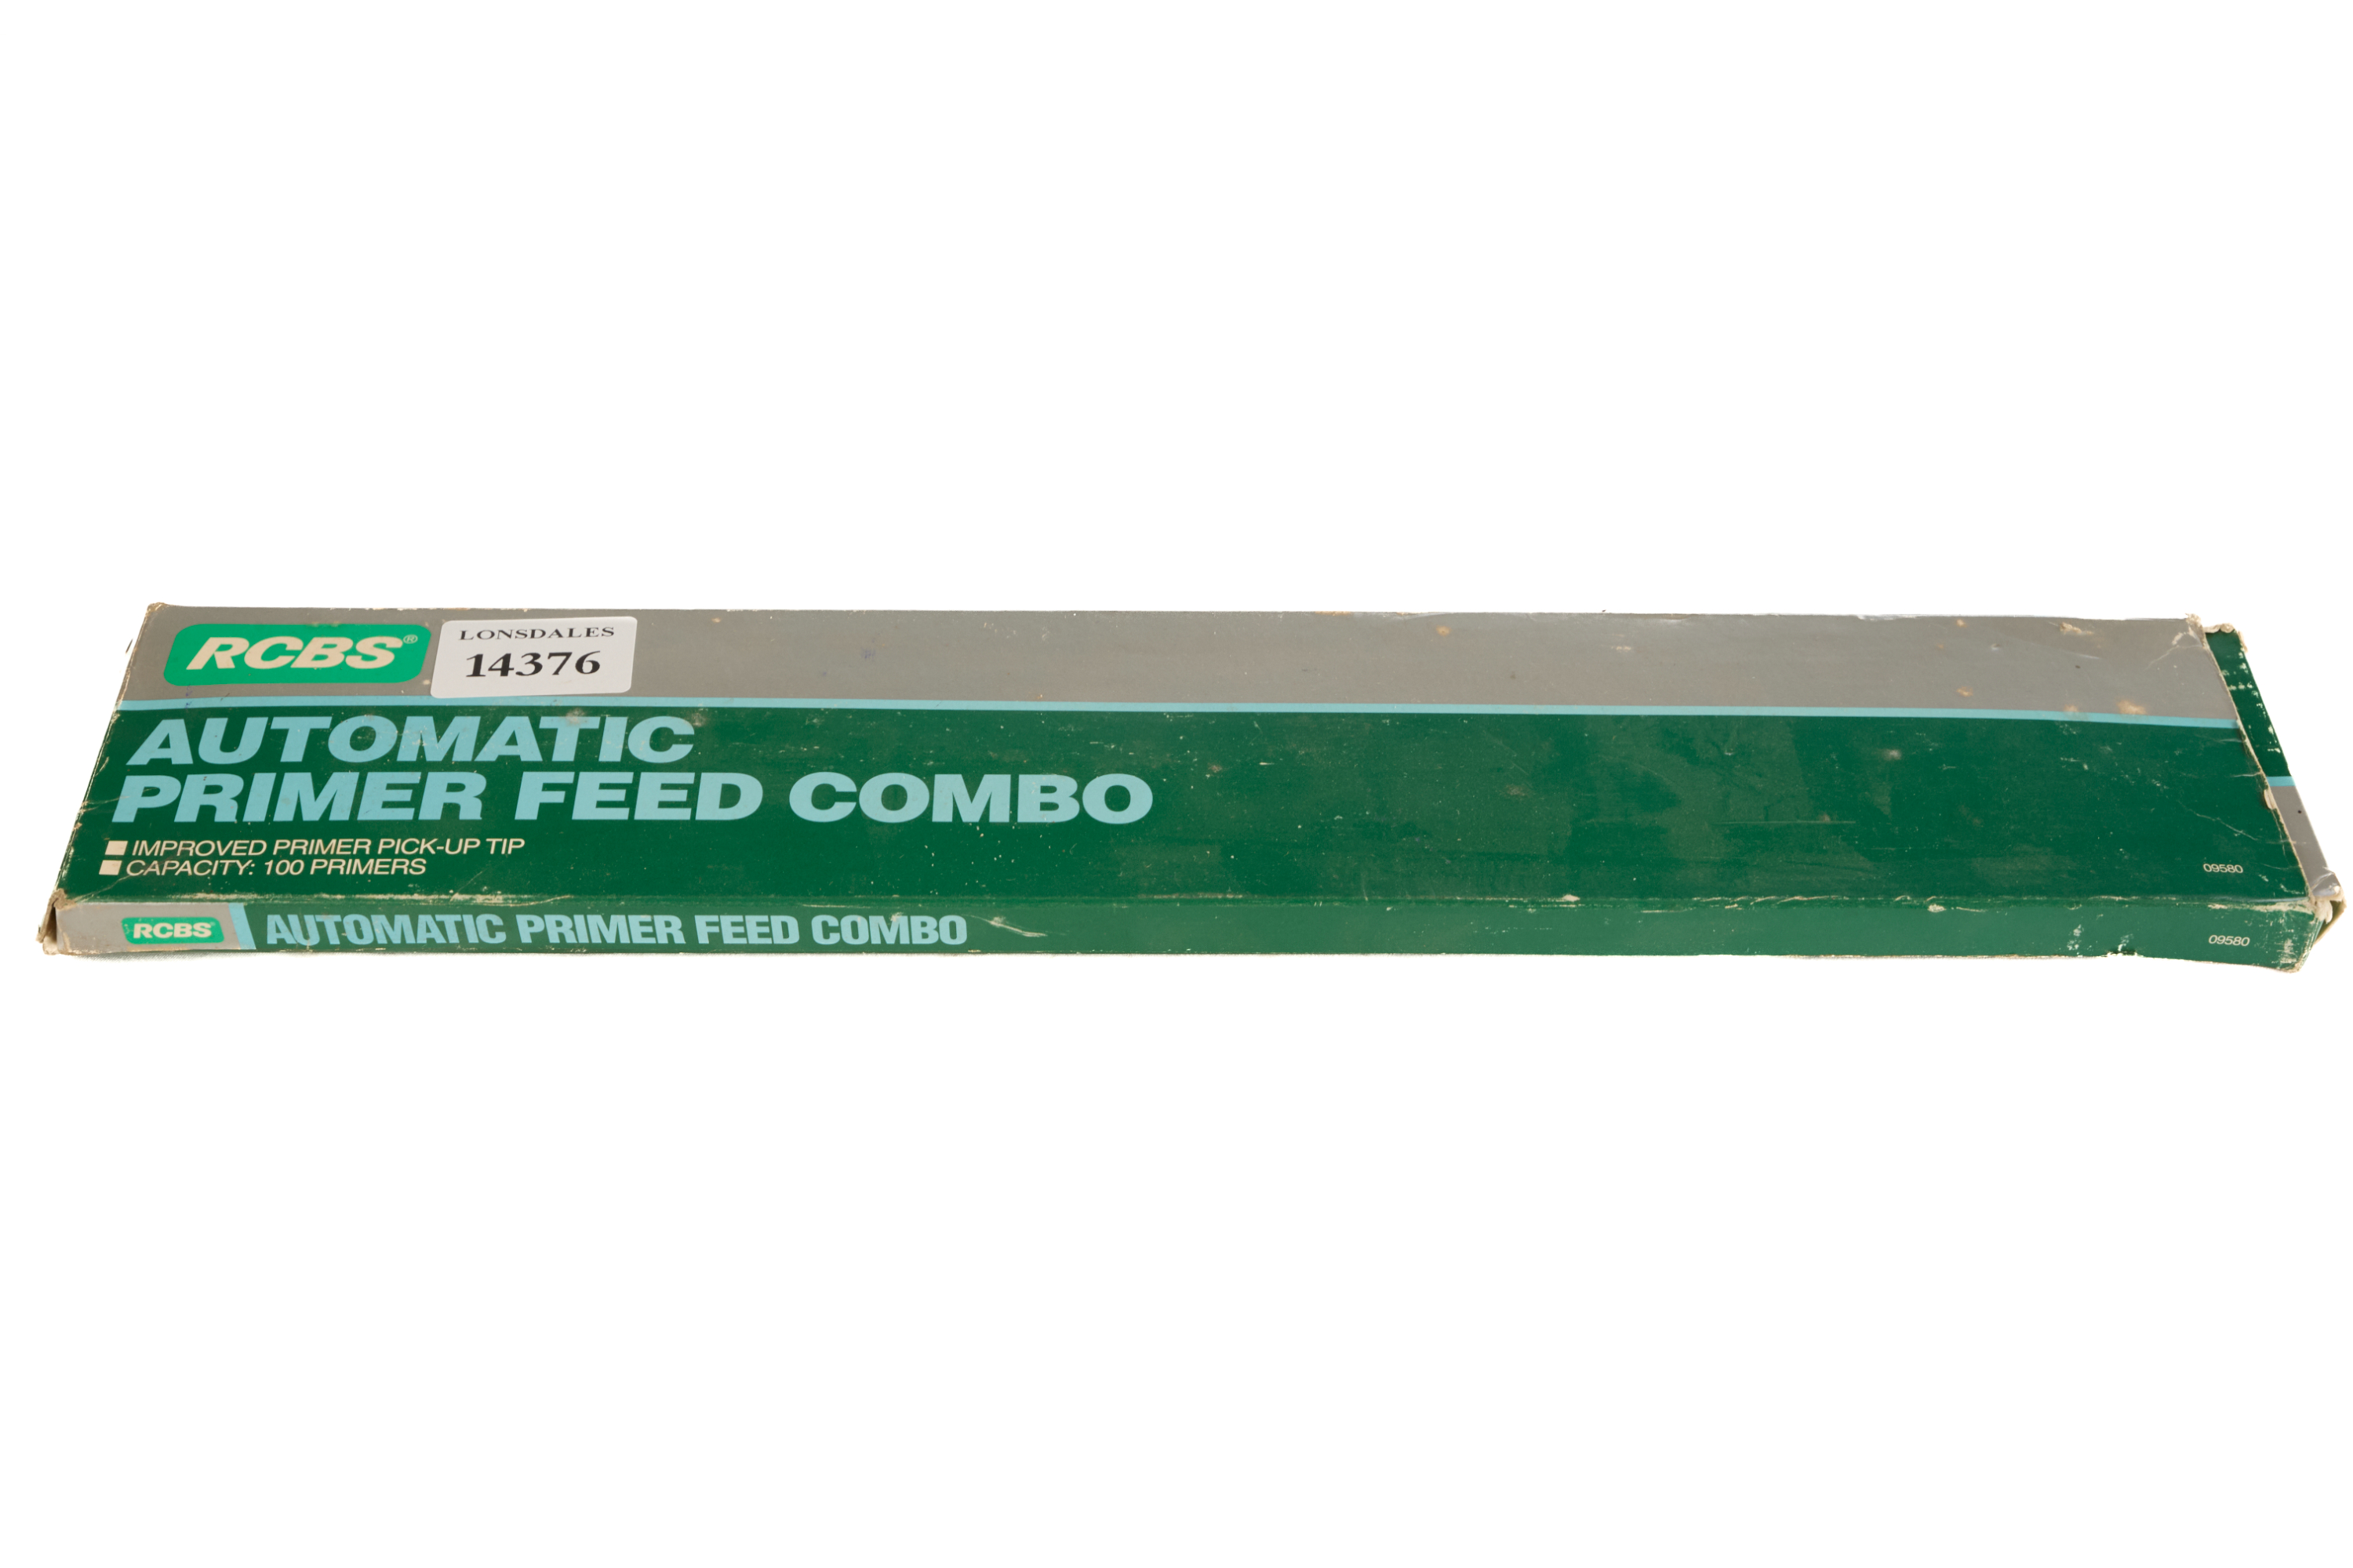 RCBS®
LONSDALES
14376
AUTOMATIC
PRIMER FEED COMBO
IMPROVED PRIMER PICK-UP TIP
CAPACITY: 100 PRIMERS
09580
RCBS
AUTOMATIC PRIMER FEED COMBO
09580